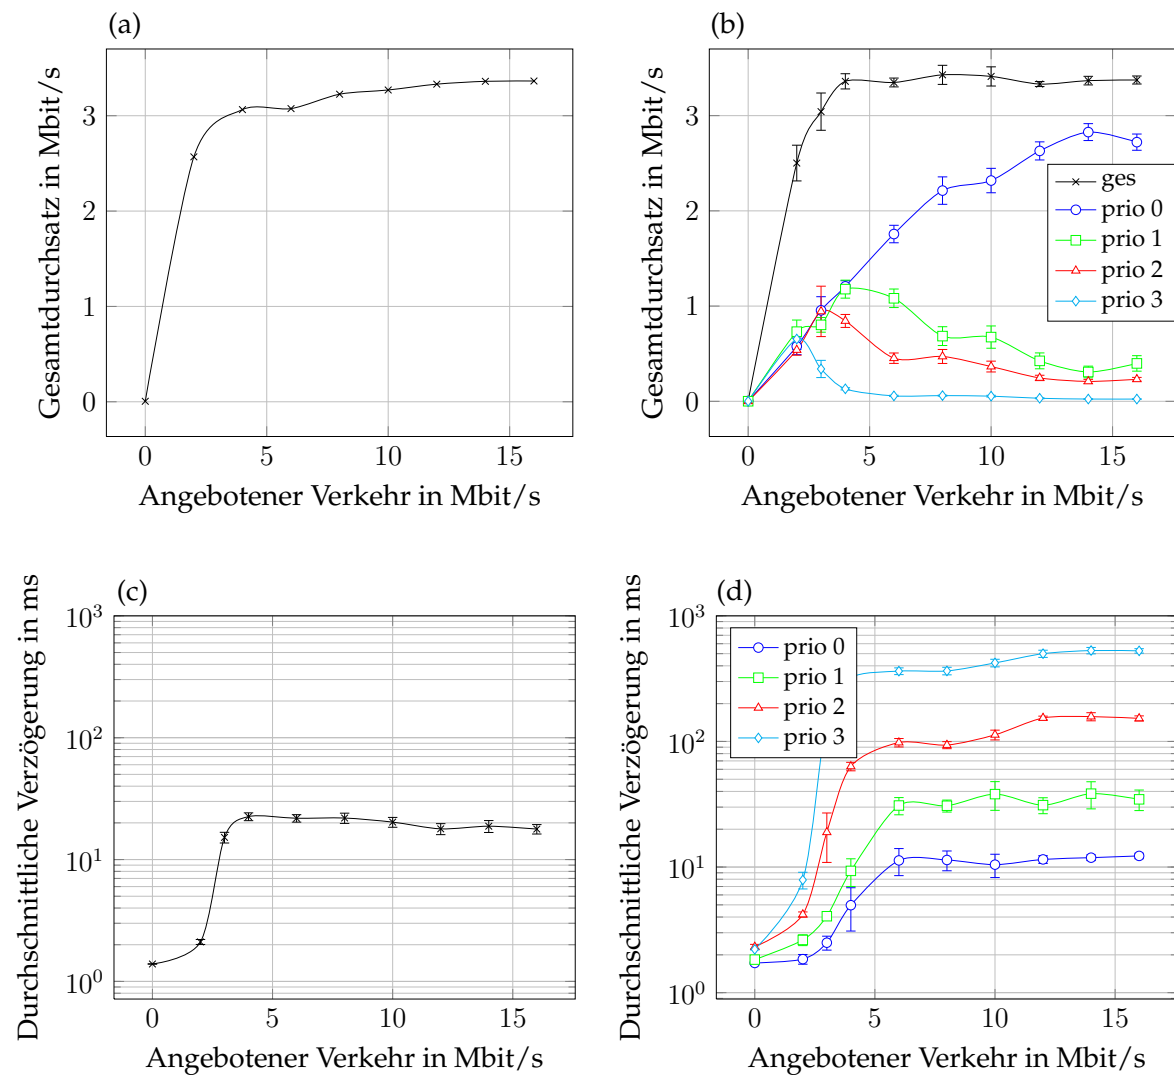 (a)
Gesamtdurchsatz in Mbit/s
3
2
1
0
0 5 10 15
Angebotener Verkehr in Mbit/s
(b)
Gesamtdurchsatz in Mbit/s
3
2
1
0
0 5 10 15
Angebotener Verkehr in Mbit/s
ges
prio 0
prio 1
prio 2
prio 3
(c)
Durchschnittliche Verzögerung in ms
10³
10²
10¹
10⁰
0 5 10 15
Angebotener Verkehr in Mbit/s
(d)
Durchschnittliche Verzögerung in ms
10³
10²
10¹
10⁰
0 5 10 15
Angebotener Verkehr in Mbit/s
prio 0
prio 1
prio 2
prio 3